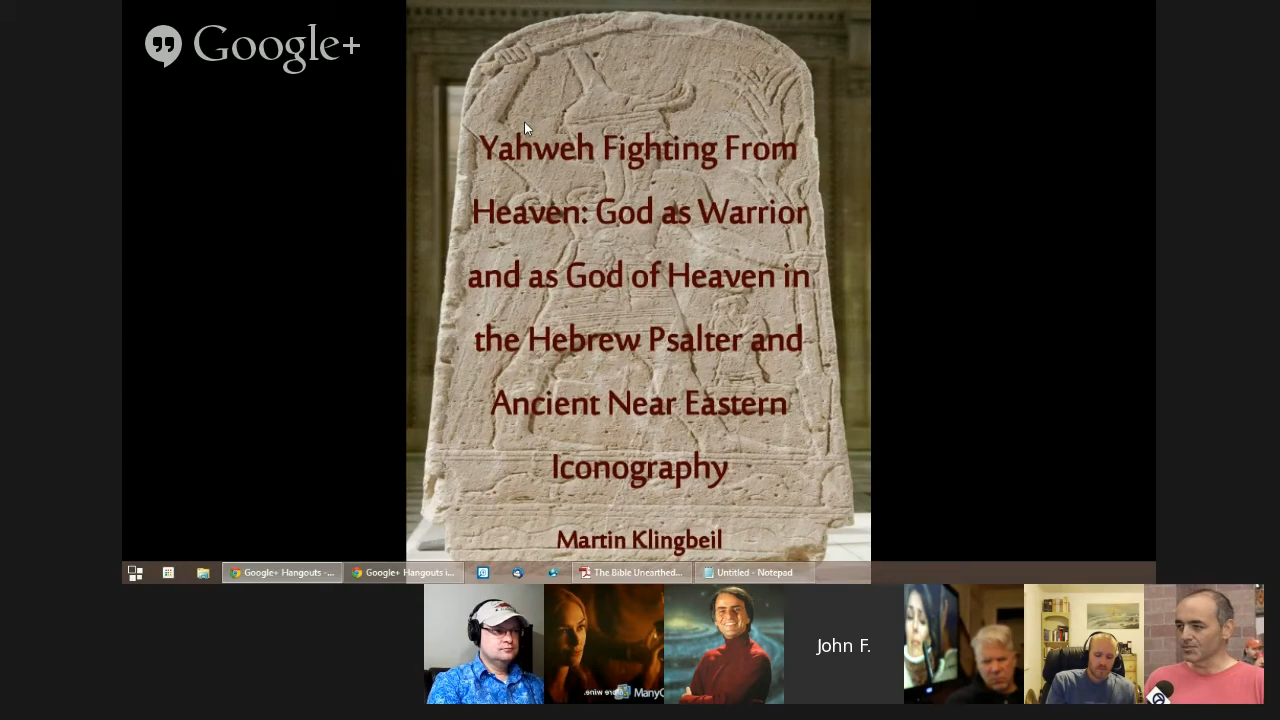 Google+
Yahweh Fighting From
Heaven: God as Warrior
and as God of Heaven in
the Hebrew Psalter and
Ancient Near Eastern
Iconography
Martin Klingbeil
Google+ Hangouts -...
Google+ Hangouts i...
The Bible Unearthed...
Untitled - Notepad
John F.
ManyC